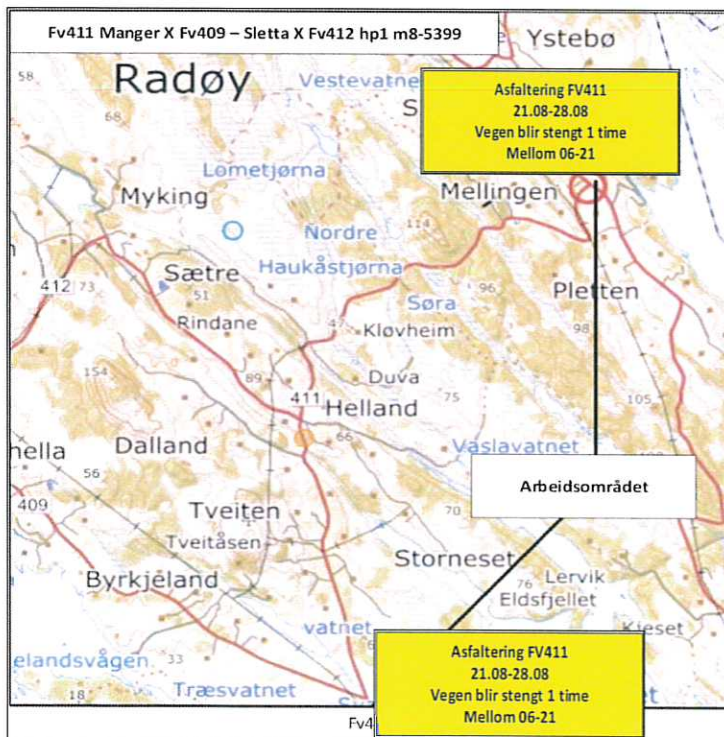 Fv411 Manger X Fv409 – Sletta X Fv412 hp1 m8-5399
Ystebø
58
Radøy
Vestevatnet
Asfaltering FV411
21.08-28.08
Vegen blir stengt 1 time
Mellom 06-21
68
Lometjørna
Myking
Mellingen
114
Nordre
Haukåstjørna
Sætre
412
73
51
96
Pletten
Søra
Rindane
47
Kløvheim
98
154
89
Duva
411
Helland
75
105
Dalland
66
Vaslavatnet
56
409
Arbeidsområdet
Tveiten
70
Tveitåsen
Storneset
Byrkjeland
76
Lervik
Eldsfjellet
vatnet
Kieset
elandsvågen
33
Asfaltering FV411
21.08-28.08
Vegen blir stengt 1 time
Mellom 06-21
Træsvatnet
18
Fv4